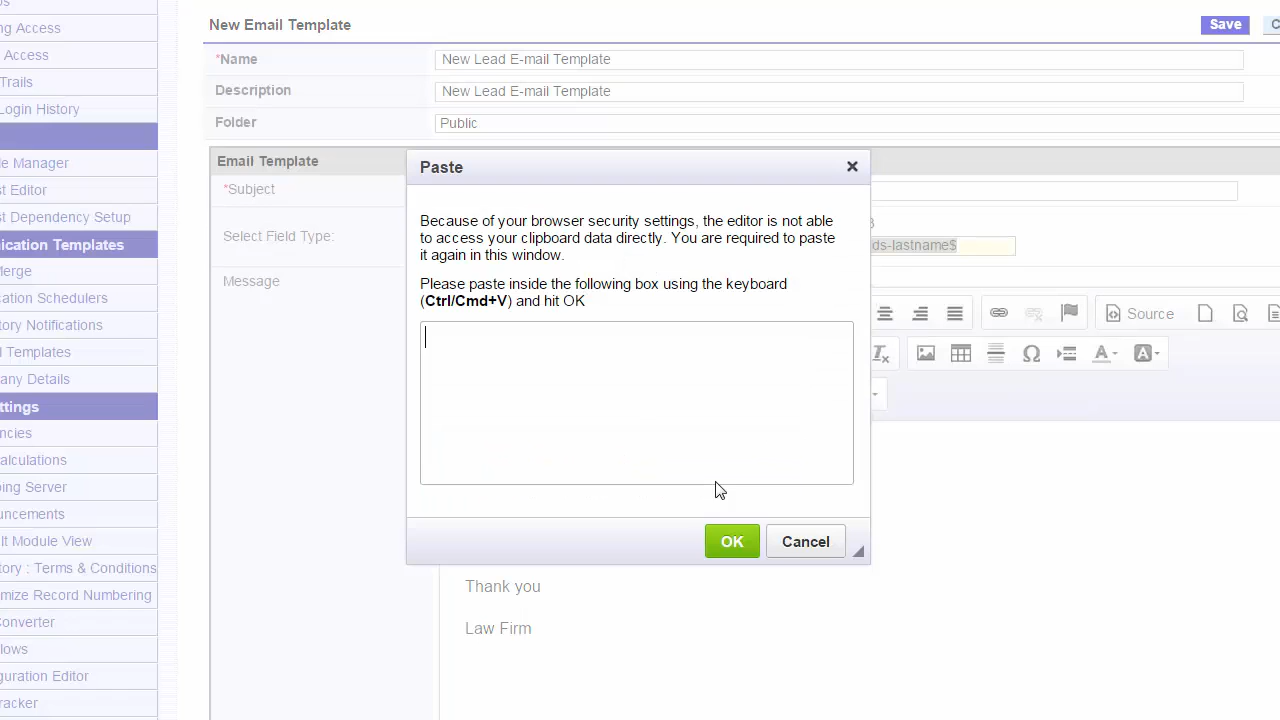 ng Access
Access
Trails
Login History
le Manager
t Editor
t Dependency Setup
ication Templates
Merge
cation Schedulers
tory Notifications
d Templates
any Details
ttings
ncies
alculations
ing Server
uncements
lt Module View
tory : Terms & Conditions
mize Record Numbering
Converter
lows
guration Editor
racker
New Email Template
Save
*Name
New Lead E-mail Template
Description
New Lead E-mail Template
Folder
Public
Email Template
*Subject
Select Field Type:
ds-lastname$
Message
Source
Paste
Because of your browser security settings, the editor is not able
to access your clipboard data directly. You are required to paste
it again in this window.
Please paste inside the following box using the keyboard
(Ctrl/Cmd+V) and hit OK
OK
Cancel
Thank you
Law Firm